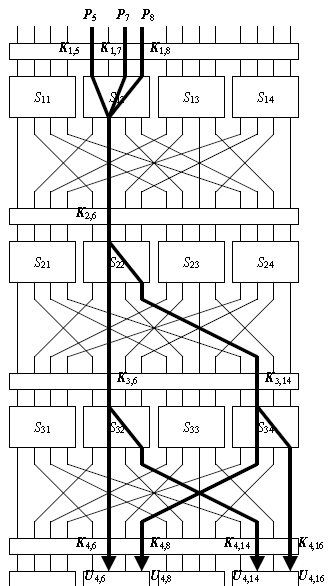 P5 P7 P8
K1,5 K1,7 K1,8
S11 S12 S13 S14
K2,6
S21 S22 S23 S24
K3,6 K3,14
S31 S32 S33 S34
K4,6 K4,8 K4,14 K4,16
U4,6 U4,8 U4,14 U4,16